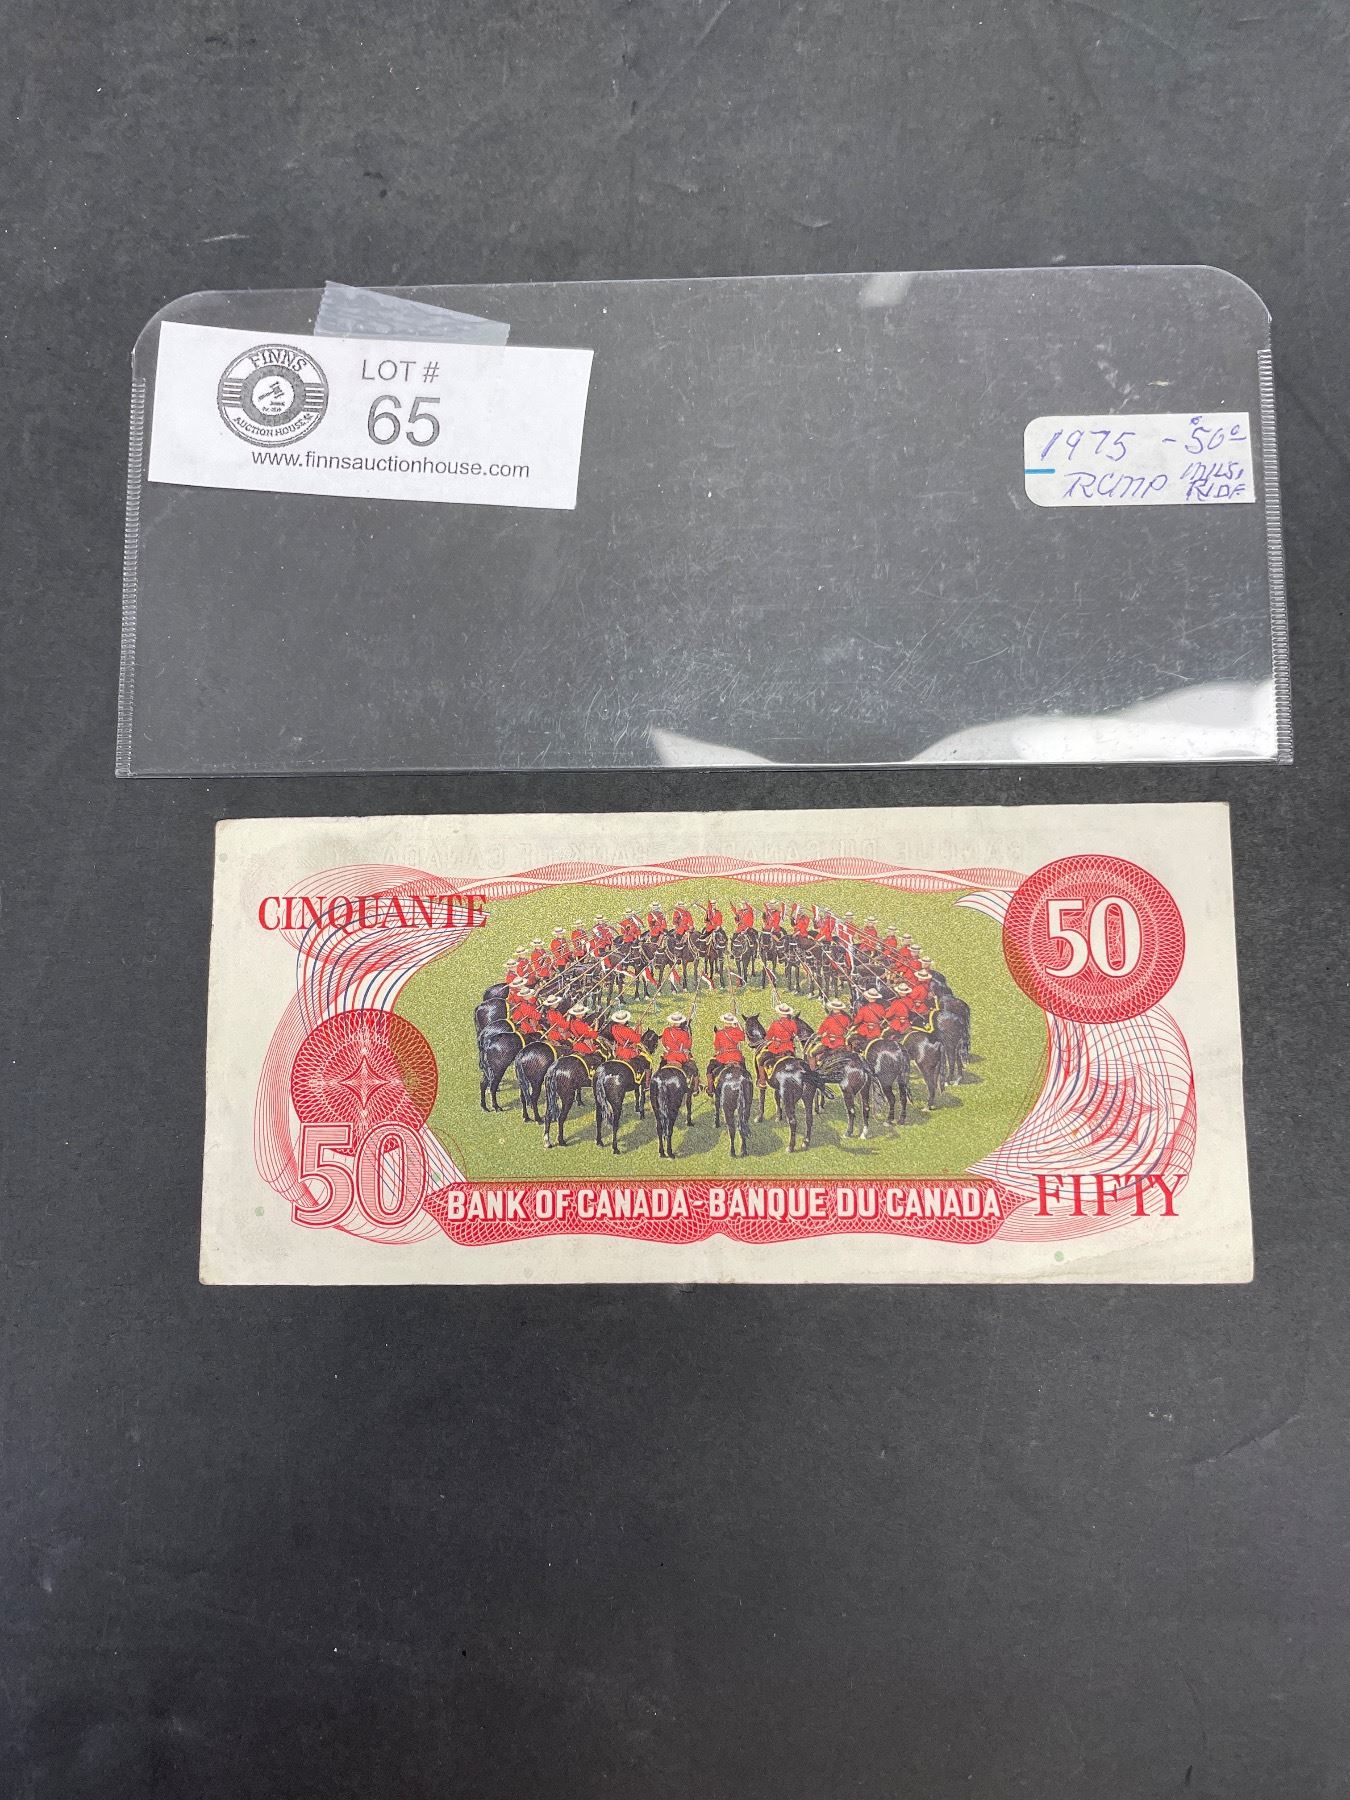 FINNS
AUCTION HOUSE
LOT #
65
www.finnsauctionhouse.com
1975 - $50
RCMP
RIDE
CINQUANTE
50
50
BANK OF CANADA - BANQUE DU CANADA
FIFTY